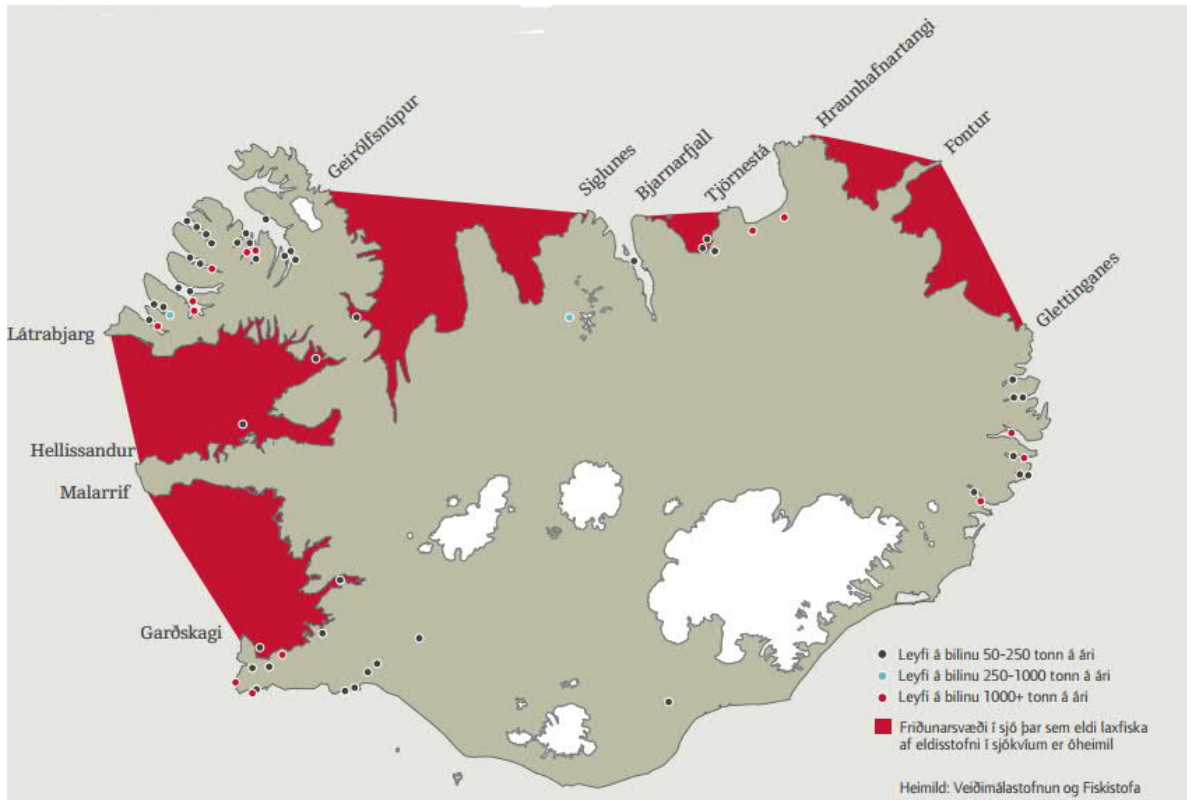 Hraunhafnartangi
Geirólfsnúpur
Siglunes
Bjarnarfjall
Tjörnestá
Fontur
Glettinganes
Látrabjarg
Hellissandur
Malarrif
Garðskagi
Leyfi á bilinu 50-250 tonn á ári
Leyfi á bilinu 250-1000 tonn á ári
Leyfi á bilinu 1000+ tonn á ári
Friðunarsvæði í sjó þar sem eldi laxfiska
af eldisstofni í sjókvíum er óheimil
Heimild: Veiðimálastofnun og Fiskistofa